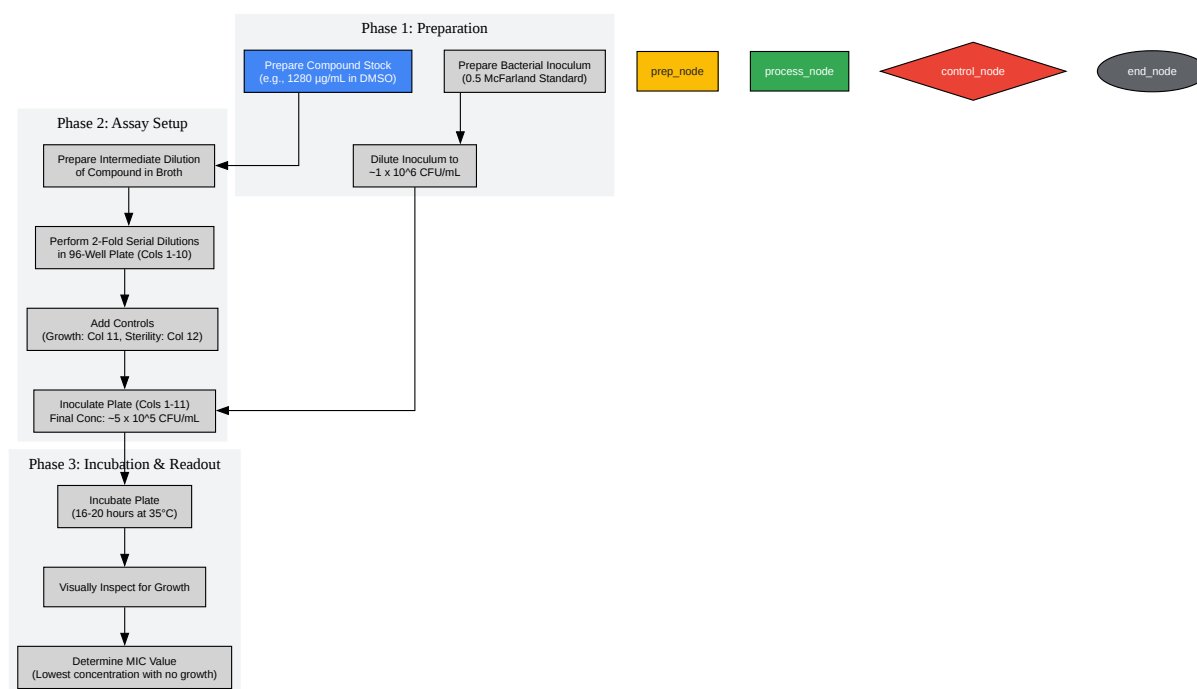 Phase 1: Preparation
Prepare Compound Stock
(e.g., 1280 µg/mL in DMSO)
Prepare Bacterial Inoculum
(0.5 McFarland Standard)
prep_node
process_node
control_node
end_node
Phase 2: Assay Setup
Prepare Intermediate Dilution
of Compound in Broth
Dilute Inoculum to
~1 x 10^6 CFU/mL
Perform 2-Fold Serial Dilutions
in 96-Well Plate (Cols 1-10)
Add Controls
(Growth: Col 11, Sterility: Col 12)
Inoculate Plate (Cols 1-11)
Final Conc: ~5 x 10^5 CFU/mL
Phase 3: Incubation & Readout
Incubate Plate
(16-20 hours at 35°C)
Visually Inspect for Growth
Determine MIC Value
(Lowest concentration with no growth)